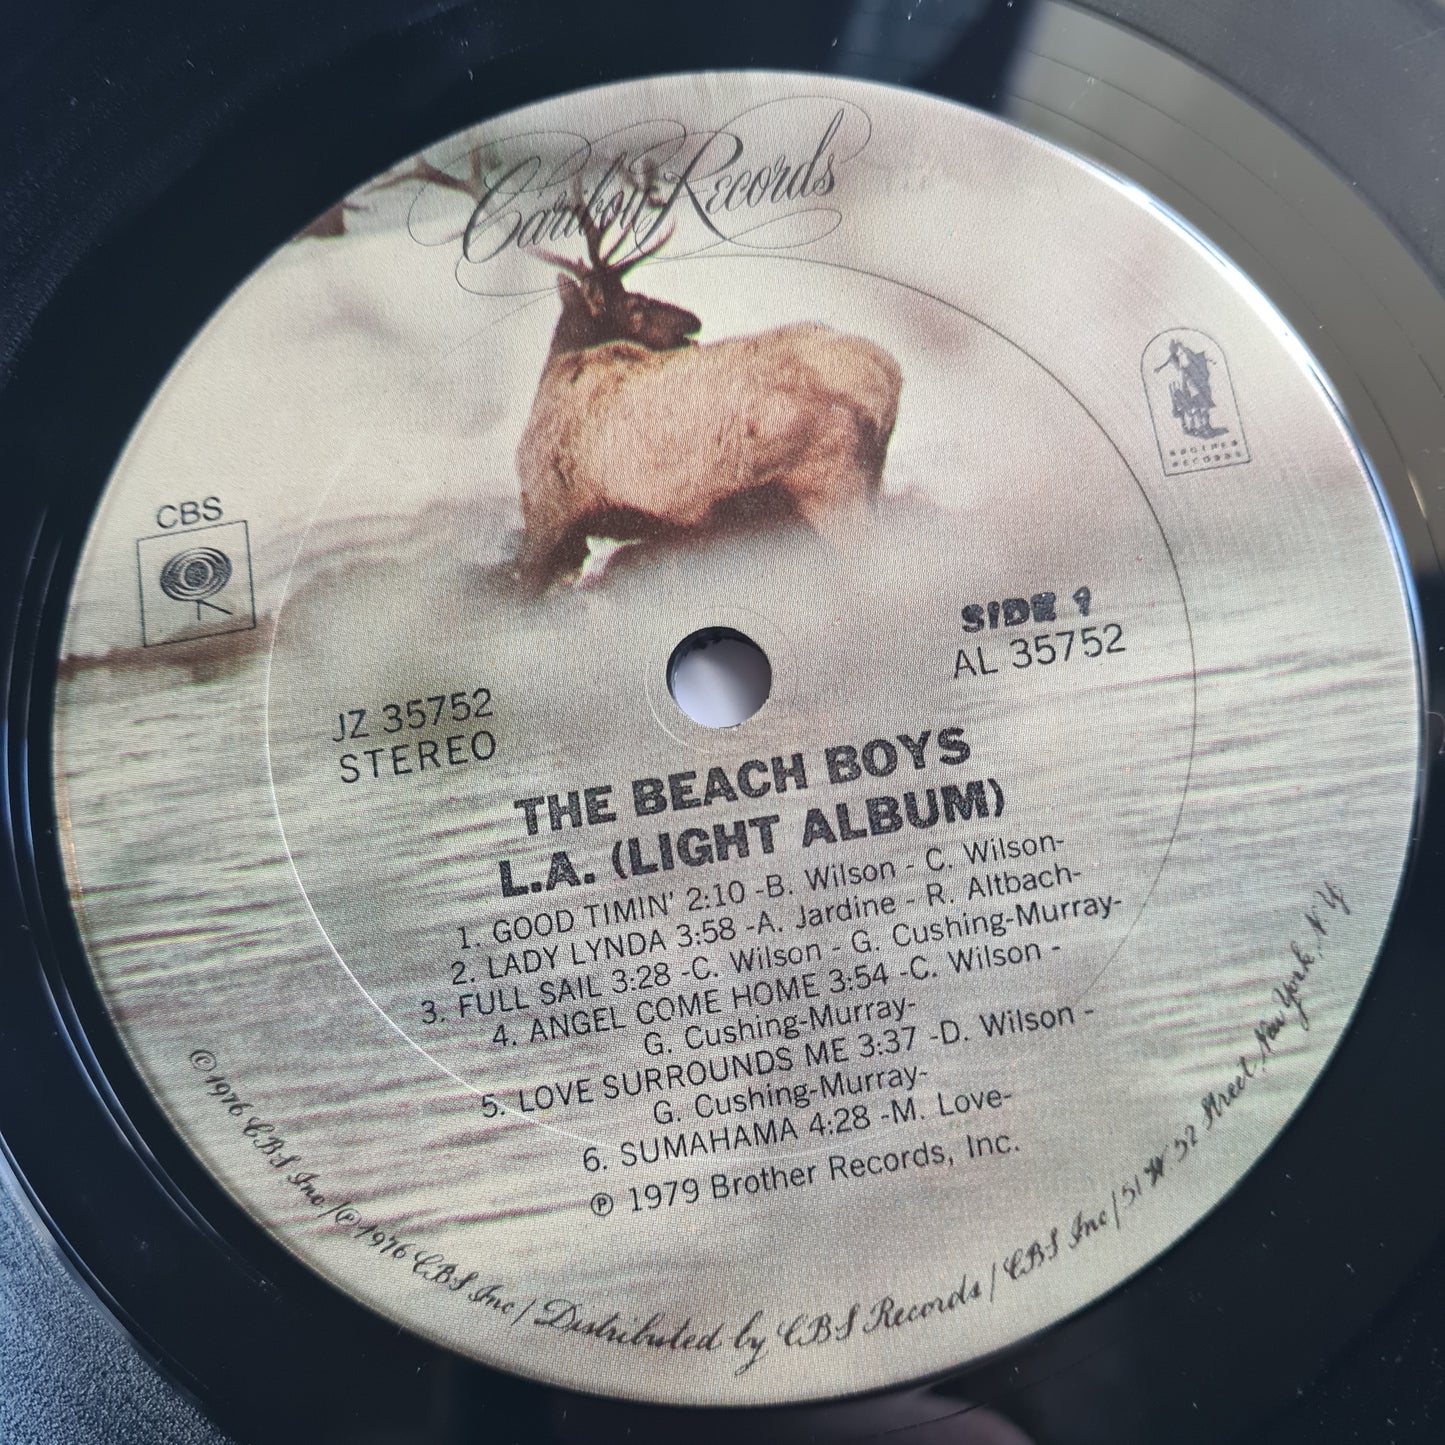 Caribou Records
BROTHER
RECORDS
CBS
SIDE 1
AL 35752
JZ 35752
STEREO
THE BEACH BOYS
L.A. (LIGHT ALBUM)
1. GOOD TIMIN' 2:10 -B. Wilson - C. Wilson-
2. LADY LYNDA 3:58 -A. Jardine - R. Altbach-
3. FULL SAIL 3:28 -C. Wilson - G. Cushing-Murray-
4. ANGEL COME HOME 3:54 -C. Wilson -
G. Cushing-Murray-
5. LOVE SURROUNDS ME 3:37 -D. Wilson -
G. Cushing-Murray-
6. SUMAHAMA 4:28 -M. Love-
℗ 1979 Brother Records, Inc.
© 1976 CBS Inc/℗ 1976 CBS Inc/Distributed by CBS Records/CBS Inc/51 W 52 Street, New York, N.Y.